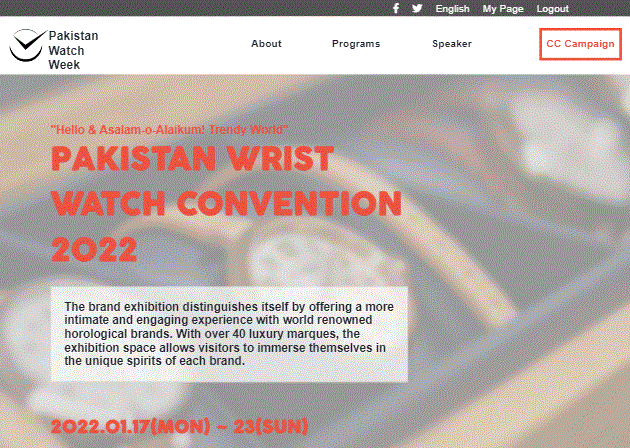 English My Page Logout
Pakistan
Watch
Week
About Programs Speaker CC Campaign
"Hello & Asalam-o-Alaikum! Trendy World"
PAKISTAN WRIST
WATCH CONVENTION
2022
The brand exhibition distinguishes itself by offering a more
intimate and engaging experience with world renowned
horological brands. With over 40 luxury marques, the
exhibition space allows visitors to immerse themselves in
the unique spirits of each brand.
2022.01.17(MON) ~ 23(SUN)